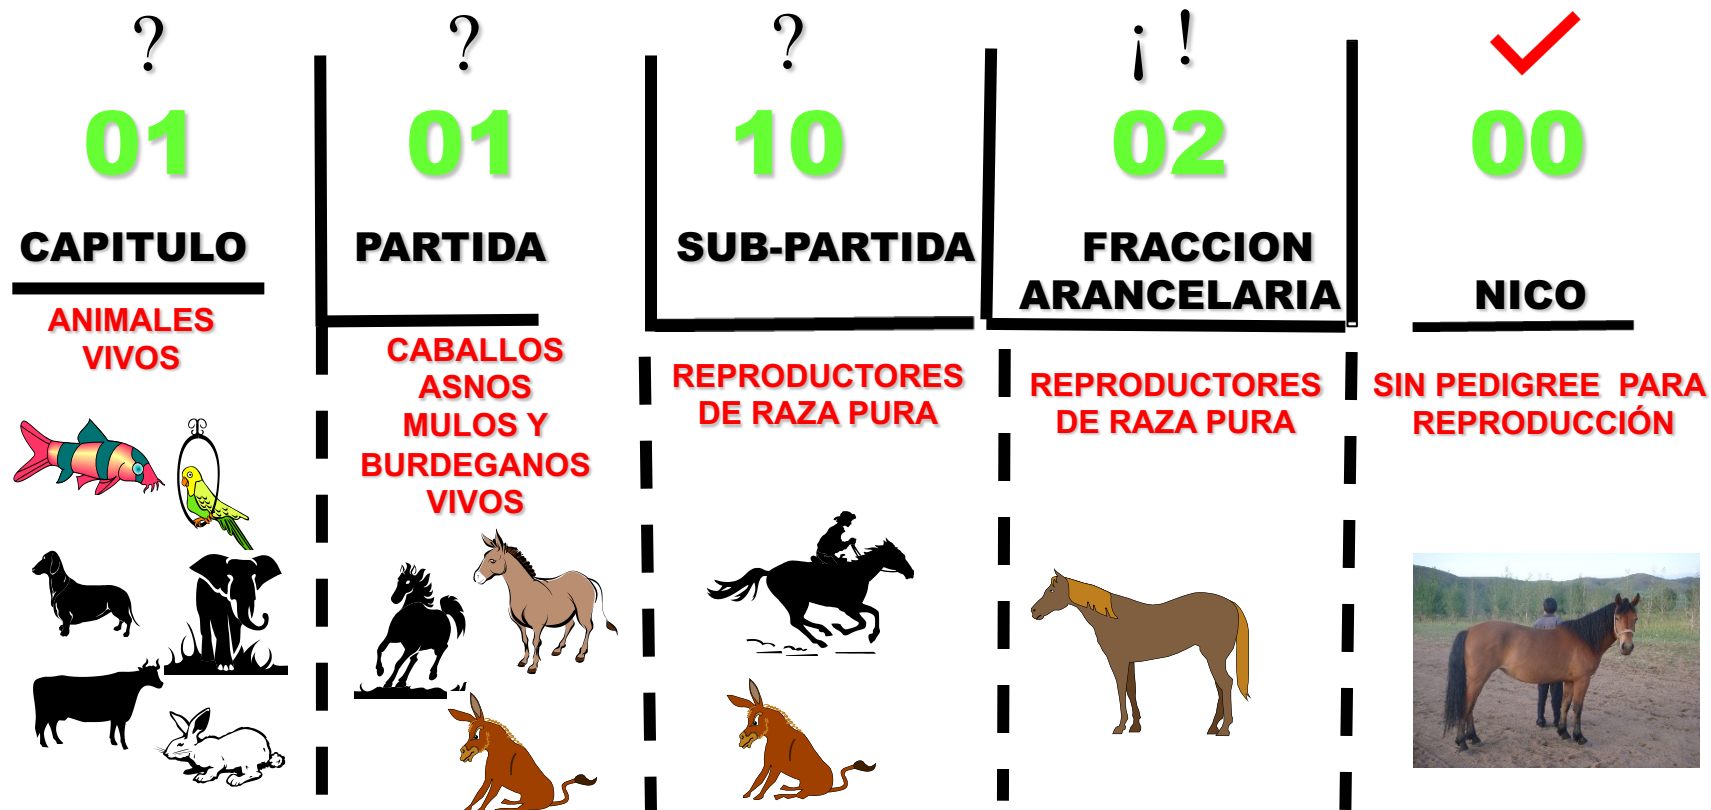 ? ? ? ¡ !
01 01 10 02 00
CAPITULO
ANIMALES
VIVOS
PARTIDA
CABALLOS
ASNOS
MULOS Y
BURDEGANOS
VIVOS
SUB-PARTIDA
REPRODUCTORES
DE RAZA PURA
FRACCION
ARANCELARIA
REPRODUCTORES
DE RAZA PURA
NICO
SIN PEDIGREE  PARA
REPRODUCCIÓN